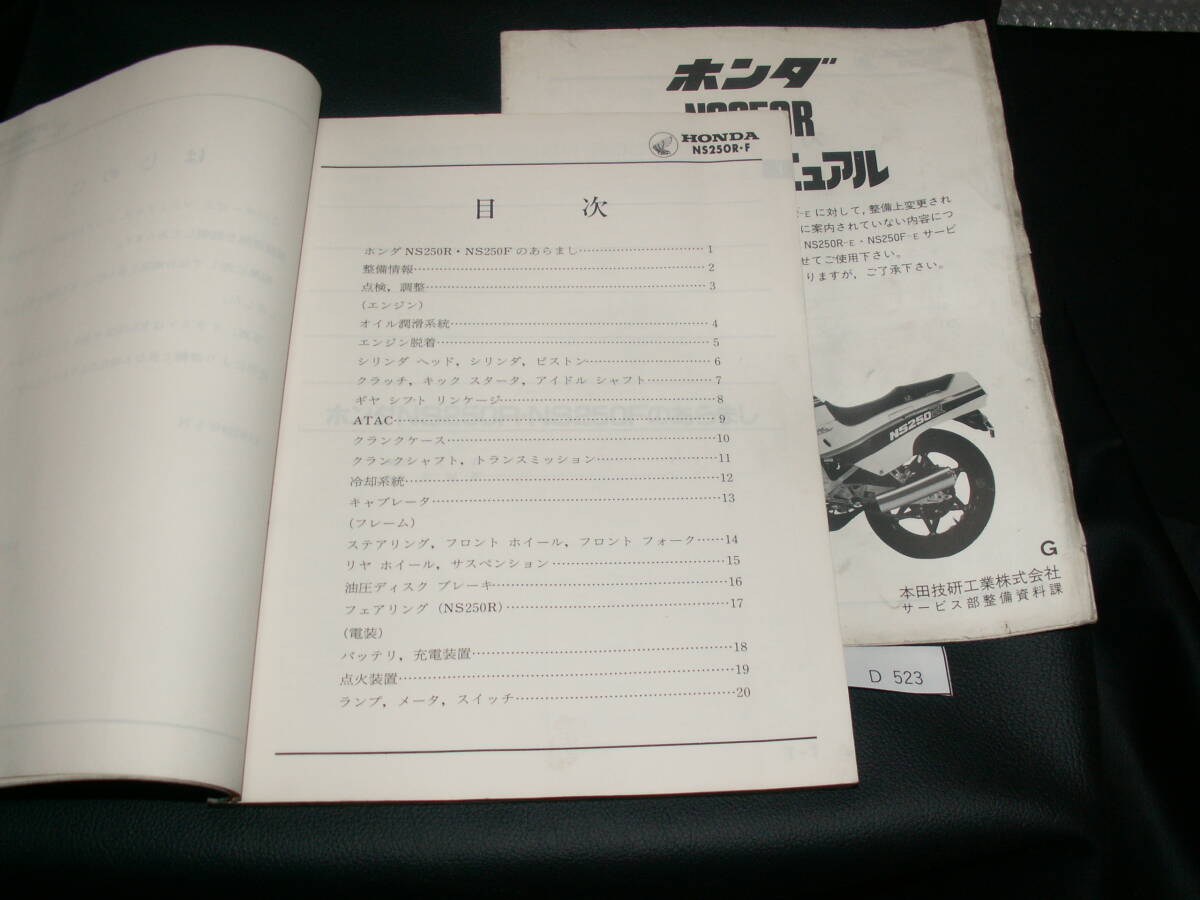 HONDA
NS250R・F
目 次
ホンダ NS250R・NS250F のあらまし……………………1
整備情報……………………2
点検，調整……………………3
(エンジン)
オイル潤滑系統……………………4
エンジン脱着……………………5
シリンダ ヘッド，シリンダ，ピストン……………………6
クラッチ，キック スタータ，アイドル シャフト……………7
ギヤ シフト リンケージ……………………8
ATAC……………………9
クランクケース……………………10
クランクシャフト，トランスミッション……………………11
冷却系統……………………12
キャブレータ……………………13
(フレーム)
ステアリング，フロント ホイール，フロント フォーク……14
リヤ ホイール，サスペンション……………………15
油圧ディスク ブレーキ……………………16
フェアリング (NS250R)……………………17
(電装)
バッテリ，充電装置……………………18
点火装置……………………19
ランプ，メータ，スイッチ……………………20
ホンダ
NS250R
ニュアル
-E に対して，整備上変更され
に案内されていない内容につ
NS250R-E・NS250F-E サービ
せてご使用下さい。
りますが，ご了承下さい。
NS250R
G
本田技研工業株式会社
サービス部整備資料課
D 523